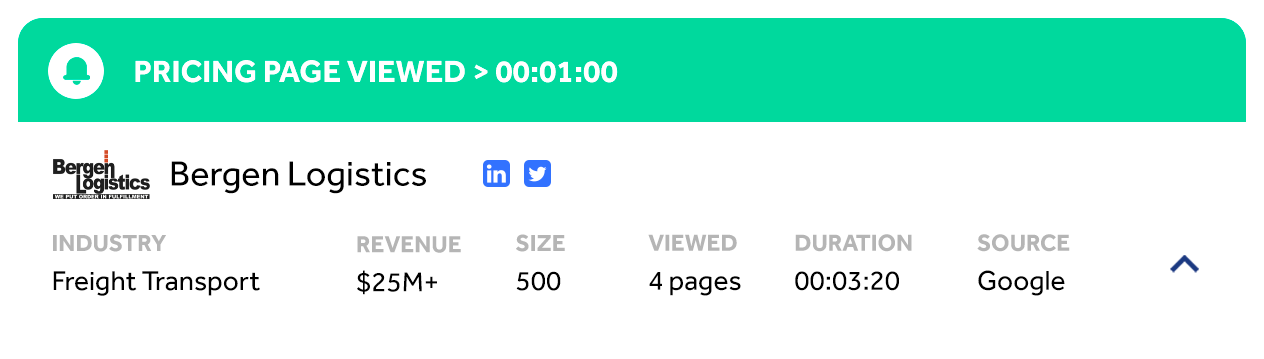 PRICING PAGE VIEWED > 00:01:00
Bergen
Logistics
WE PUT ORDER IN FULFILLMENT
Bergen Logistics
in
INDUSTRY REVENUE SIZE VIEWED DURATION SOURCE
Freight Transport $25M+ 500 4 pages 00:03:20 Google